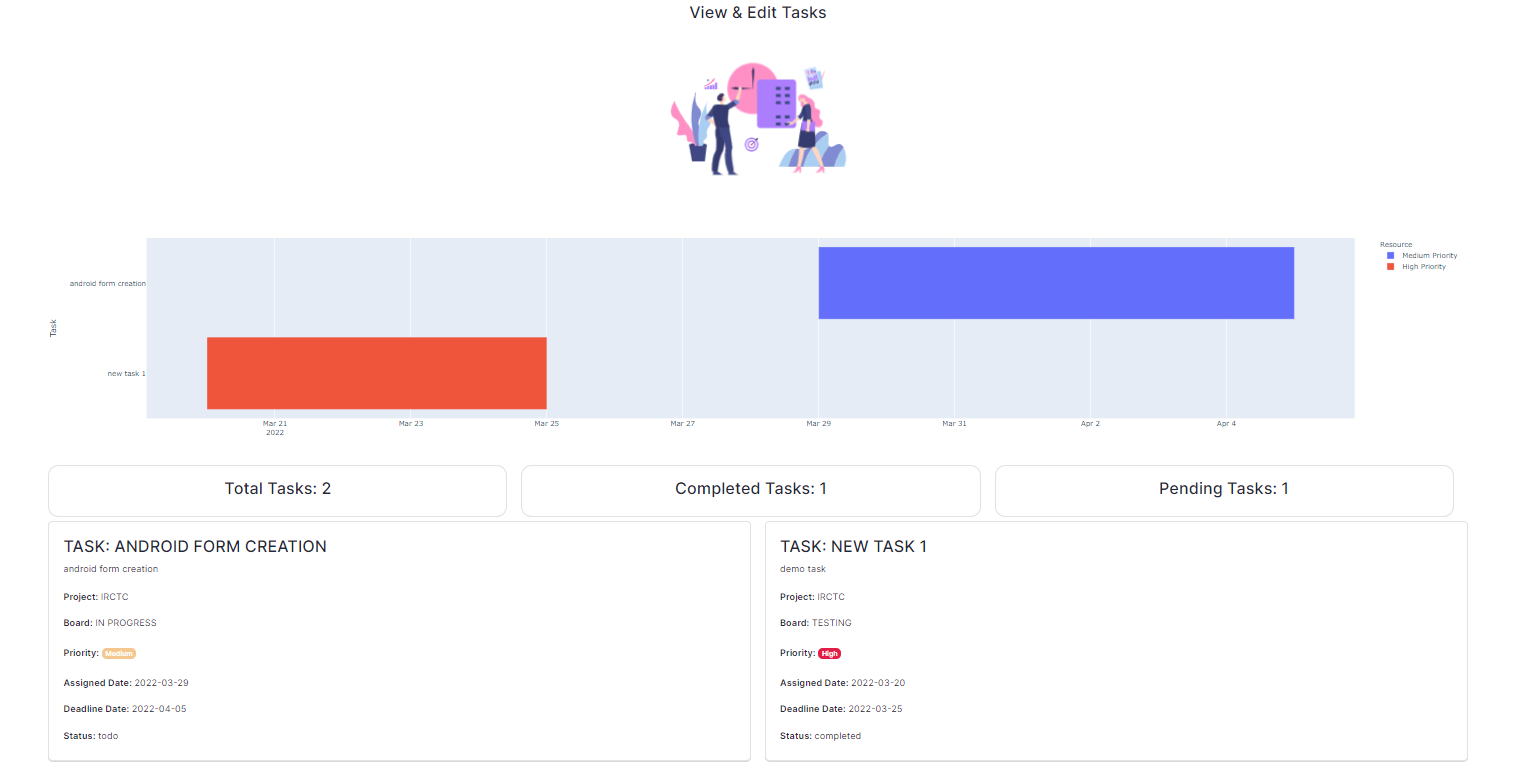 View & Edit Tasks
Resource
Medium Priority
High Priority
android form creation
Task
new task 1
Mar 21
2022
Mar 23
Mar 25
Mar 27
Mar 29
Mar 31
Apr 2
Apr 4
Total Tasks: 2
Completed Tasks: 1
Pending Tasks: 1
TASK: ANDROID FORM CREATION
android form creation
Project: IRCTC
Board: IN PROGRESS
Priority: Medium
Assigned Date: 2022-03-29
Deadline Date: 2022-04-05
Status: todo
TASK: NEW TASK 1
demo task
Project: IRCTC
Board: TESTING
Priority: High
Assigned Date: 2022-03-20
Deadline Date: 2022-03-25
Status: completed